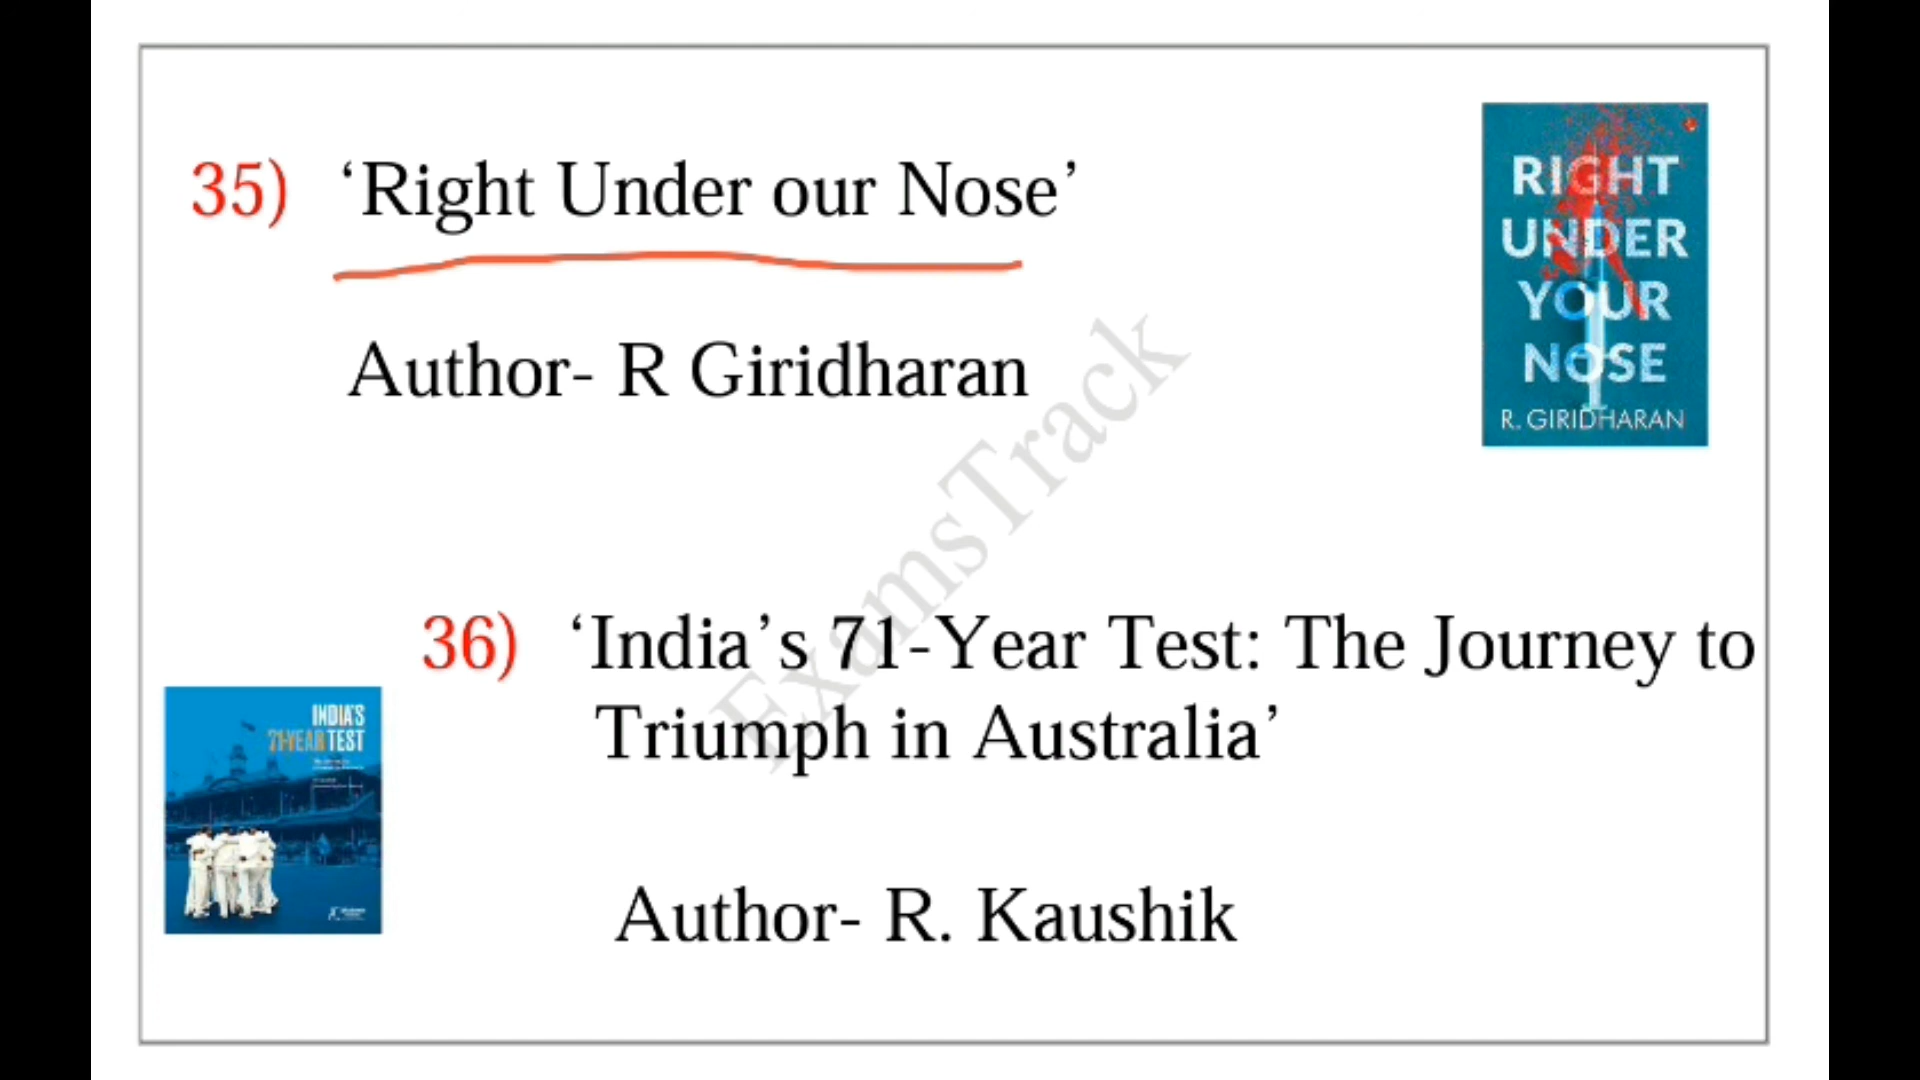 35) ‘Right Under our Nose’
Author- R Giridharan
RIGHT
UNDER
YOUR
NOSE
R. GIRIDHARAN
ExamsTrack
36) ‘India’s 71-Year Test: The Journey to
Triumph in Australia’
INDIA'S
71-YEAR TEST
Author- R. Kaushik